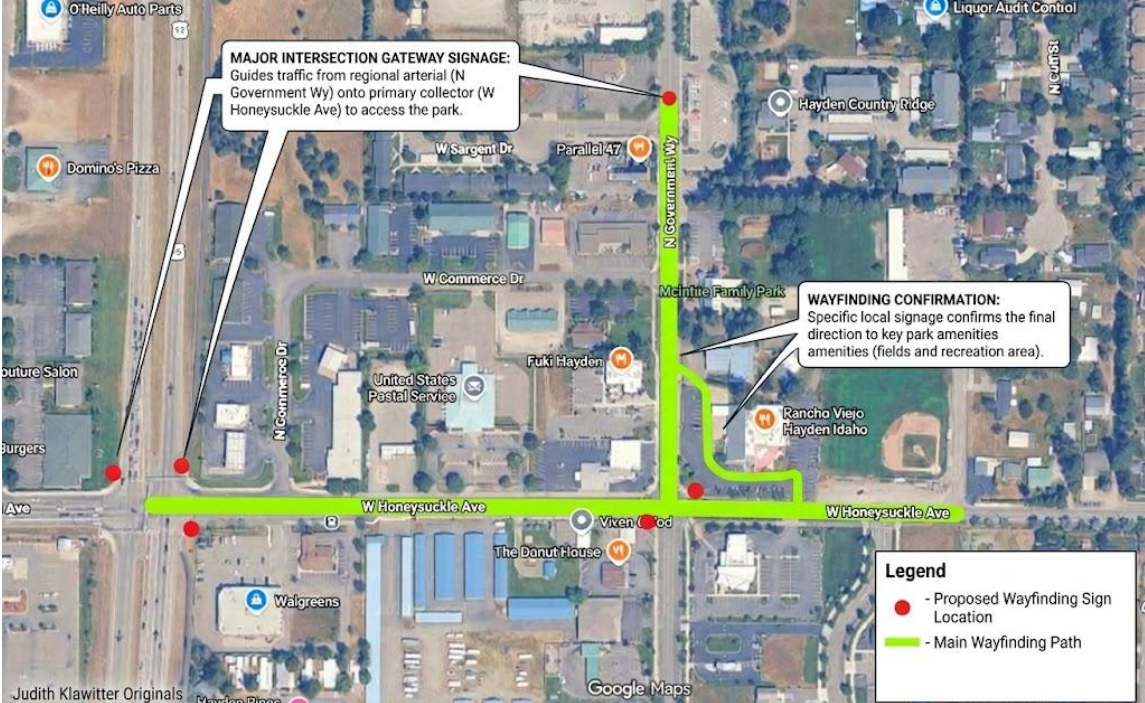 O'Reilly Auto Parts
Liquor Audit Control
N Cuff St
MAJOR INTERSECTION GATEWAY SIGNAGE:
Guides traffic from regional arterial (N
Government Wy) onto primary collector (W
Honeysuckle Ave) to access the park.
Hayden Country Ridge
W Sargent Dr
Parallel 47
Domino's Pizza
N Government Wy
W Commerce Dr
McIntire Family Park
WAYFINDING CONFIRMATION:
Specific local signage confirms the final
direction to key park amenities
amenities (fields and recreation area).
Fuki Hayden
outure Salon
United States
Postal Service
N Commerce Dr
Rancho Viejo
Hayden Idaho
Burgers
Ave
W Honeysuckle Ave
W Honeysuckle Ave
Vixen
The Donut House
Walgreens
Legend
- Proposed Wayfinding Sign
Location
- Main Wayfinding Path
Judith Klawitter Originals
Google Maps
Hayden Pines